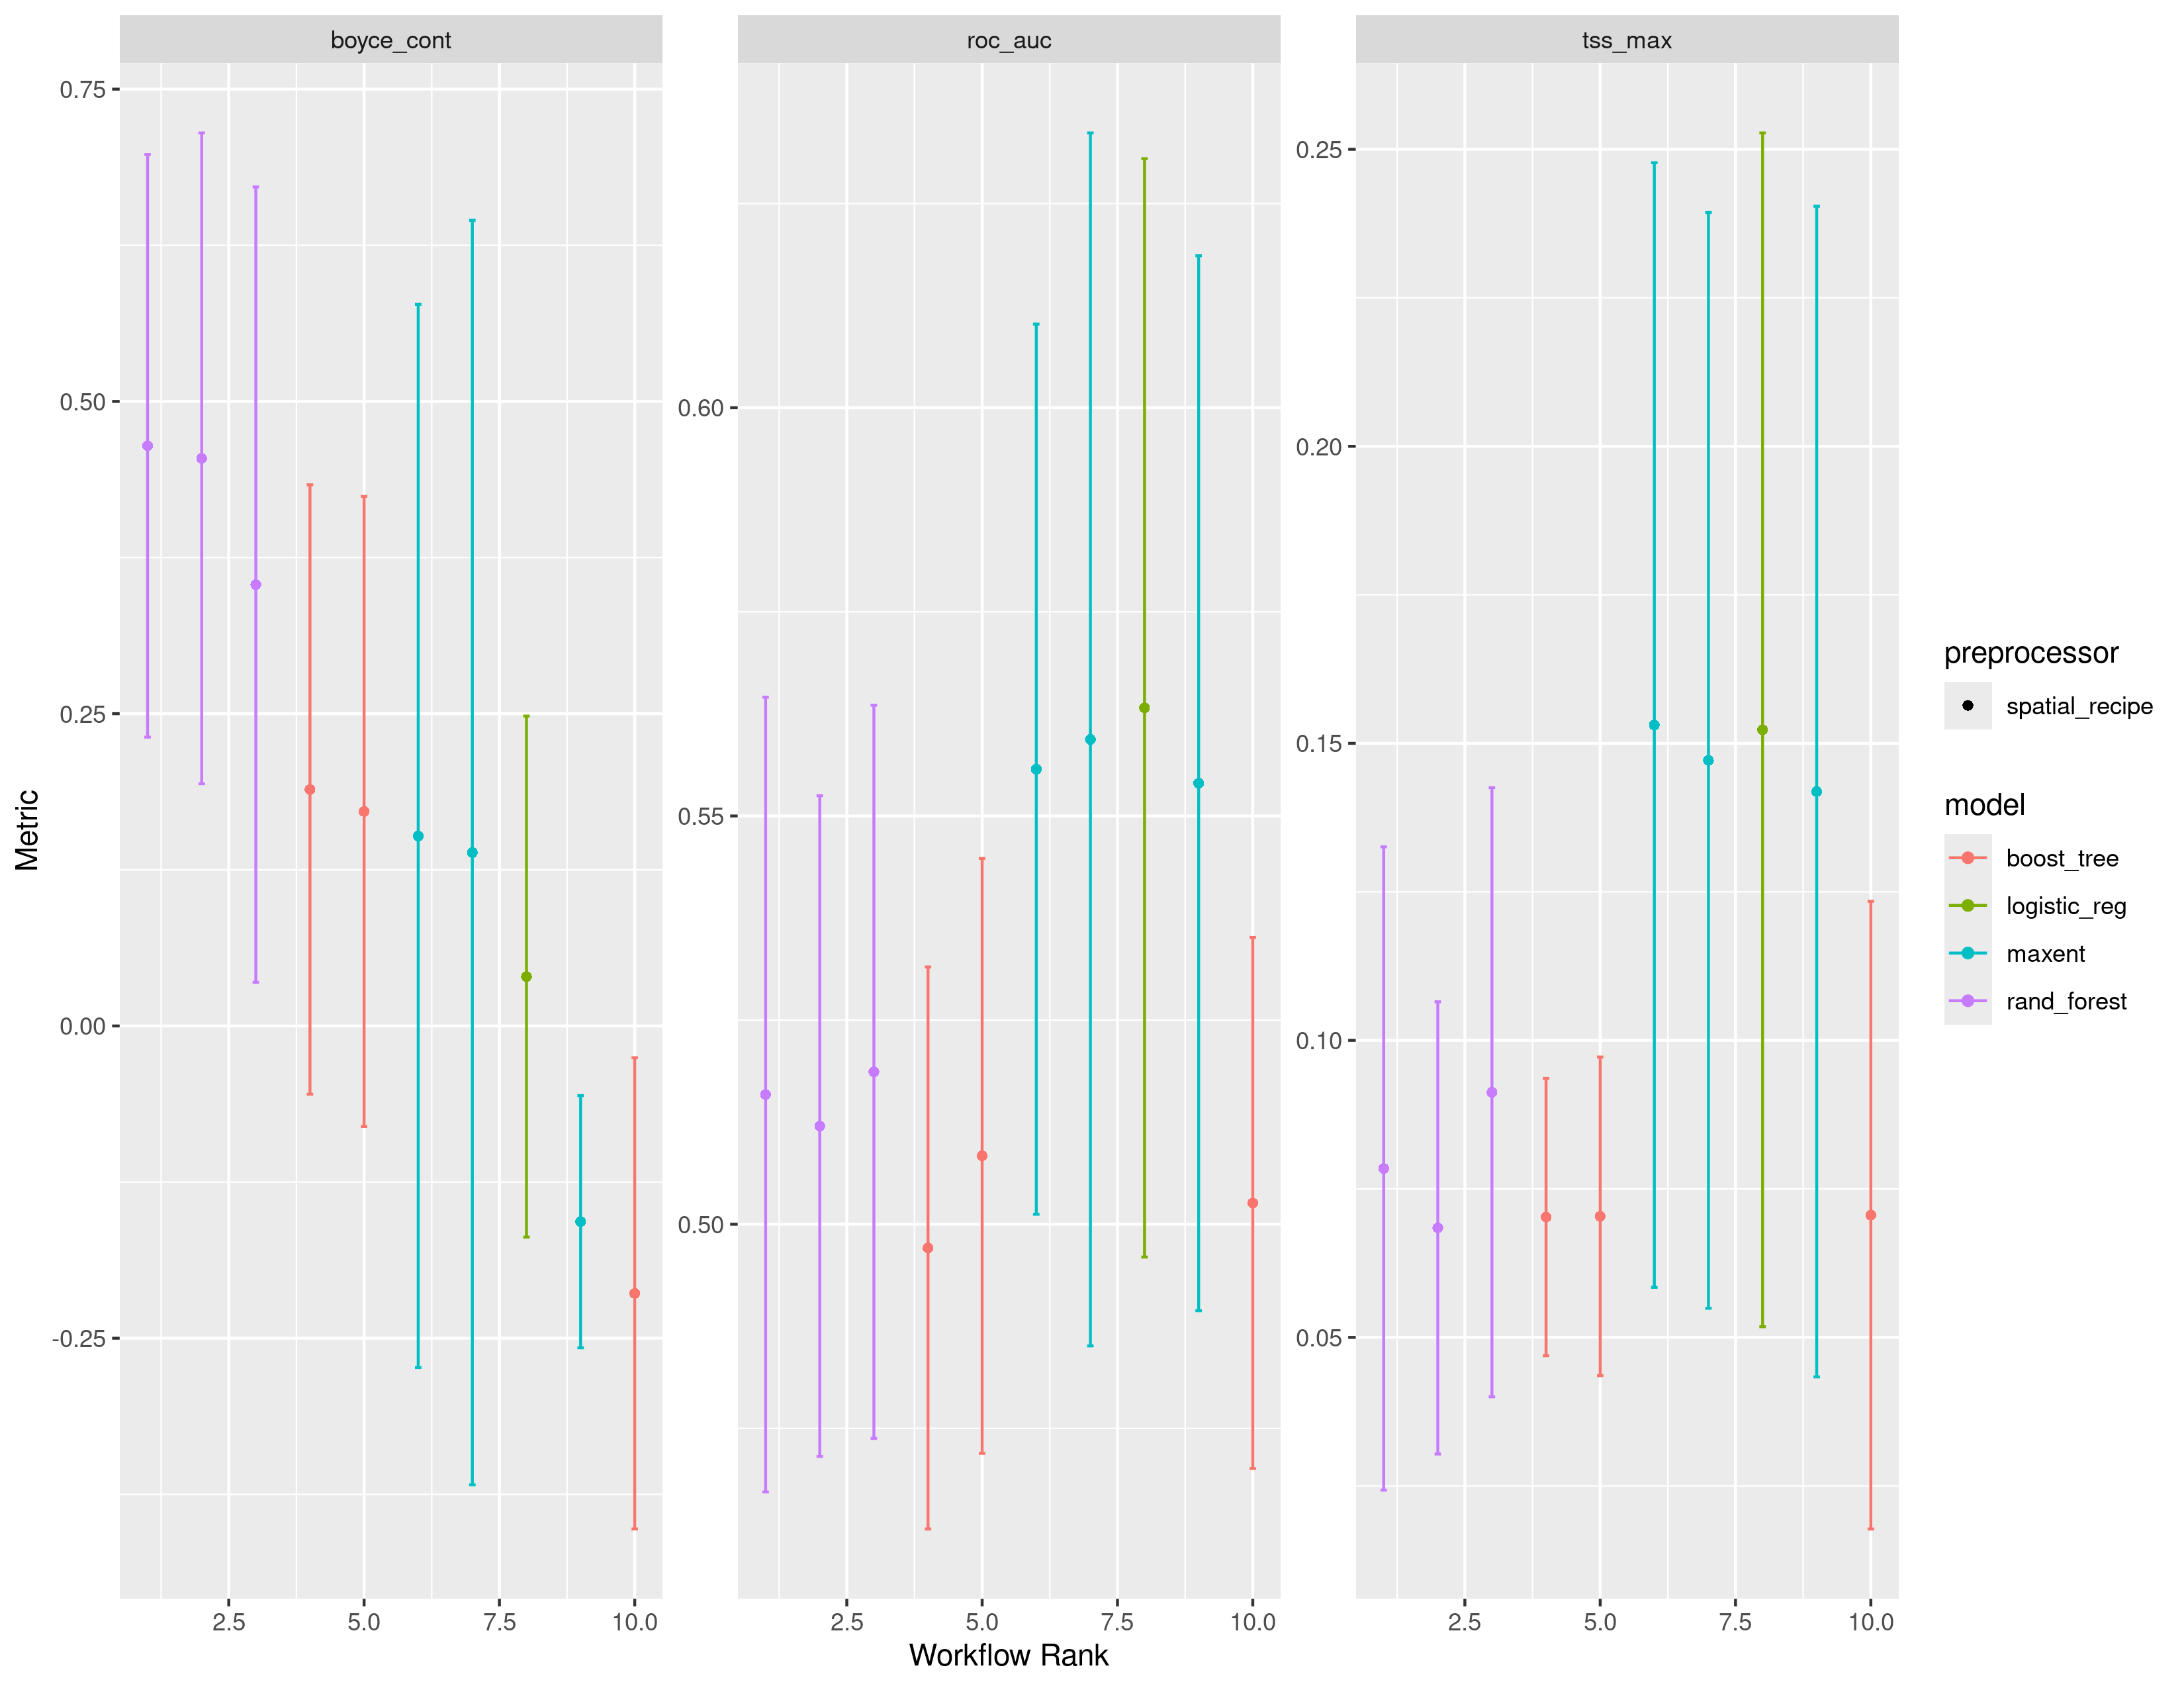 boyce_cont
roc_auc
tss_max
0.75
0.50
0.25
0.00
-0.25
0.60
0.55
0.50
0.25
0.20
0.15
0.10
0.05
2.5 5.0 7.5 10.0
2.5 5.0 7.5 10.0
2.5 5.0 7.5 10.0
Metric
Workflow Rank
preprocessor
spatial_recipe
model
boost_tree
logistic_reg
maxent
rand_forest